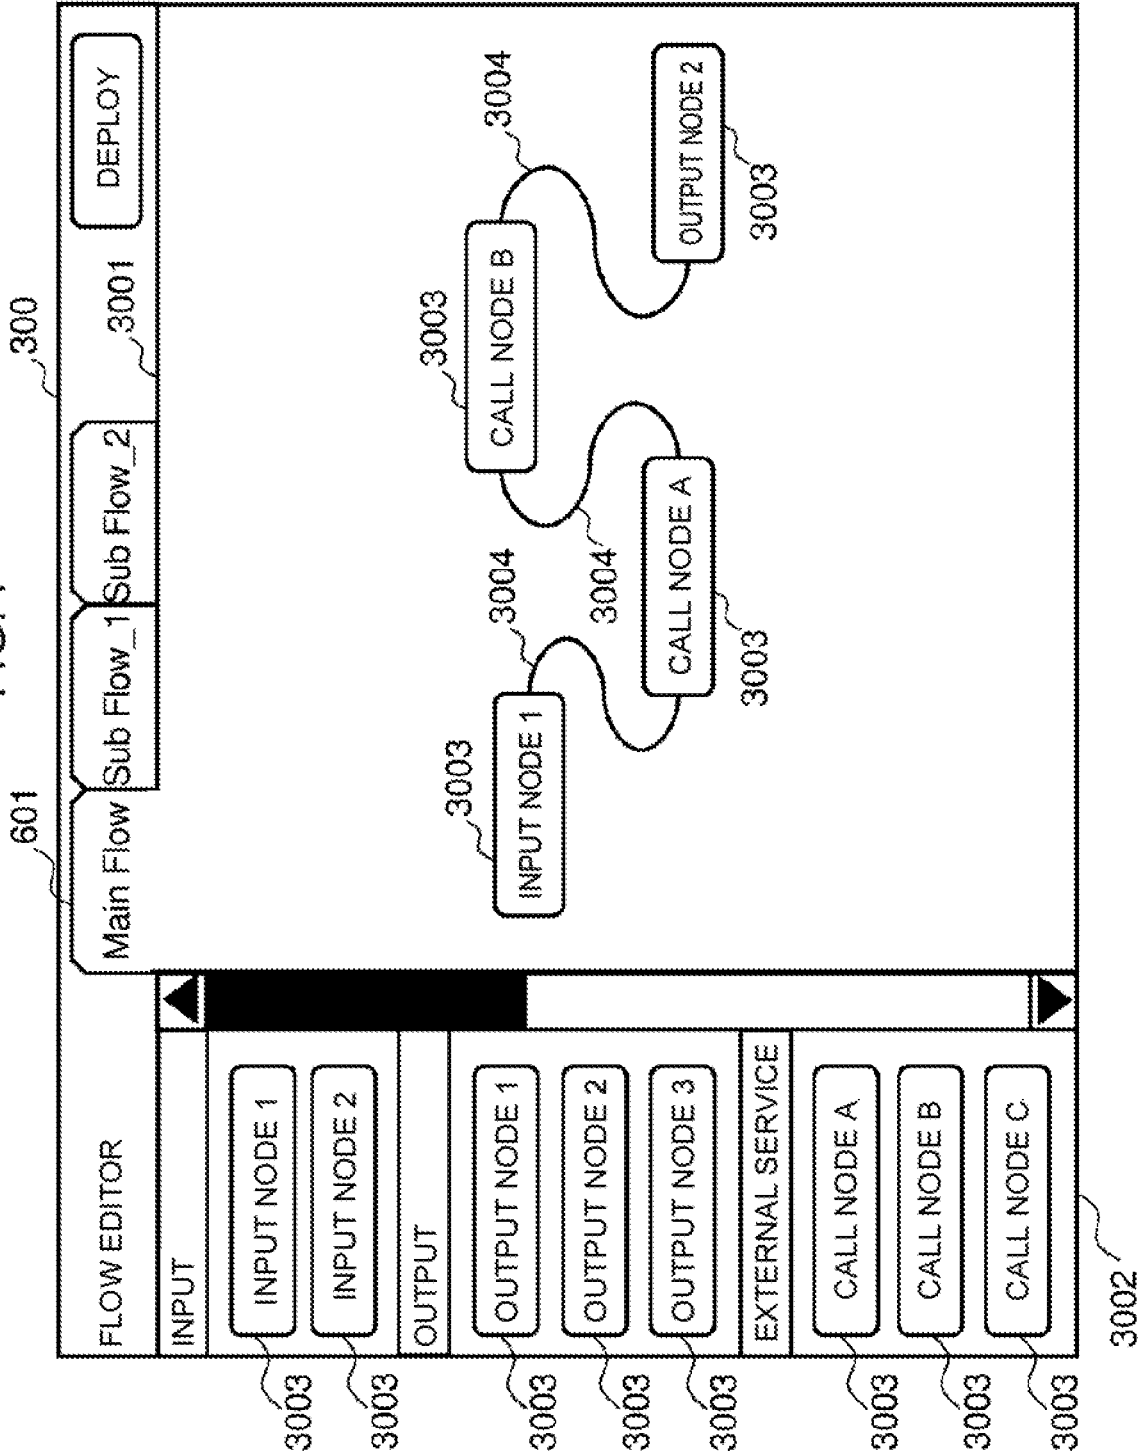 300
601
3001
FLOW EDITOR
Main Flow
Sub Flow_1
Sub Flow_2
DEPLOY
INPUT
3003
INPUT NODE 1
3003
INPUT NODE 2
OUTPUT
3003
OUTPUT NODE 1
3003
OUTPUT NODE 2
3003
OUTPUT NODE 3
EXTERNAL SERVICE
3003
CALL NODE A
3003
CALL NODE B
3003
CALL NODE C
3002
3003
INPUT NODE 1
3004
3004
CALL NODE A
3003
3003
CALL NODE B
3004
OUTPUT NODE 2
3003